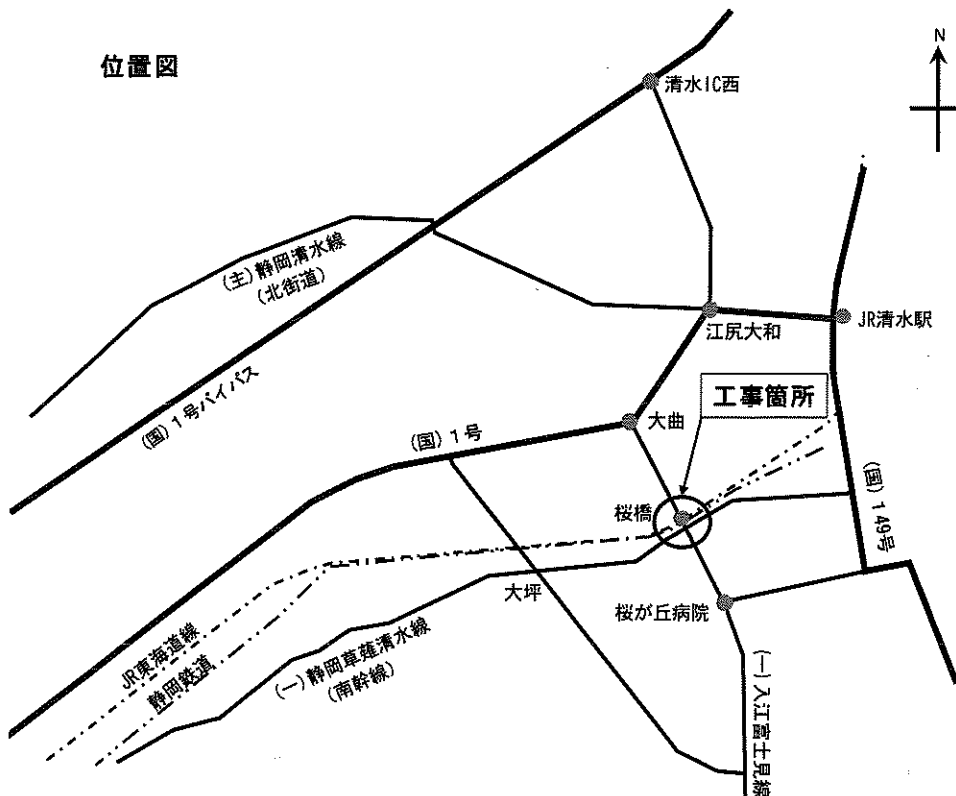 位置図
N
清水IC西
(主)静岡清水線
(北街道)
江尻大和
JR清水駅
(国)1号バイパス
工事箇所
大曲
(国)1号
桜橋
(国)149号
大坪
桜が丘病院
JR東海道線
静岡鉄道
(一)静岡草薙清水線
(南幹線)
(一)入江富士見線